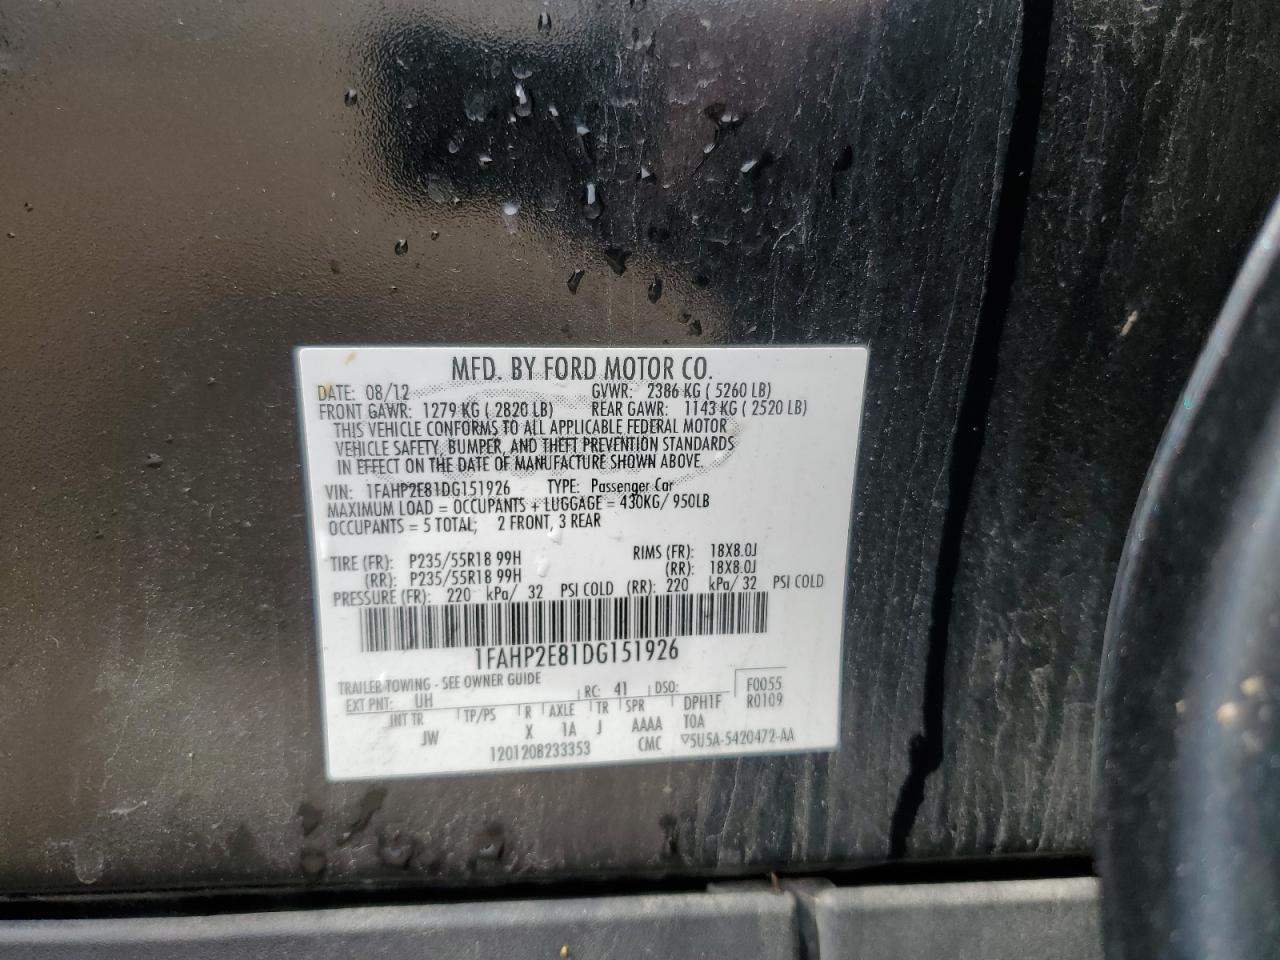 MFD. BY FORD MOTOR CO.
DATE: 08/12 GVWR: 2386 KG ( 5260 LB)
FRONT GAWR: 1279 KG ( 2820 LB) REAR GAWR: 1143 KG ( 2520 LB)
THIS VEHICLE CONFORMS TO ALL APPLICABLE FEDERAL MOTOR
VEHICLE SAFETY, BUMPER, AND THEFT PREVENTION STANDARDS
IN EFFECT ON THE DATE OF MANUFACTURE SHOWN ABOVE.
VIN: 1FAHP2E81DG151926 TYPE: Passenger Car
MAXIMUM LOAD = OCCUPANTS + LUGGAGE = 430KG/ 950LB
OCCUPANTS = 5 TOTAL; 2 FRONT, 3 REAR
TIRE (FR): P235/55R18 99H RIMS (FR): 18X8.0J
(RR): P235/55R18 99H (RR): 18X8.0J
PRESSURE (FR): 220 kPa/ 32 PSI COLD (RR): 220 kPa/ 32 PSI COLD
1FAHP2E81DG151926
TRAILER TOWING - SEE OWNER GUIDE
EXT PNT: UH RC: 41 DSO: F0055
INT TR TP/PS R AXLE TR SPR DPH1F R0109
JW X 1A J AAAA TOA
1201208233353 CMC ▽5U5A-5420472-AA